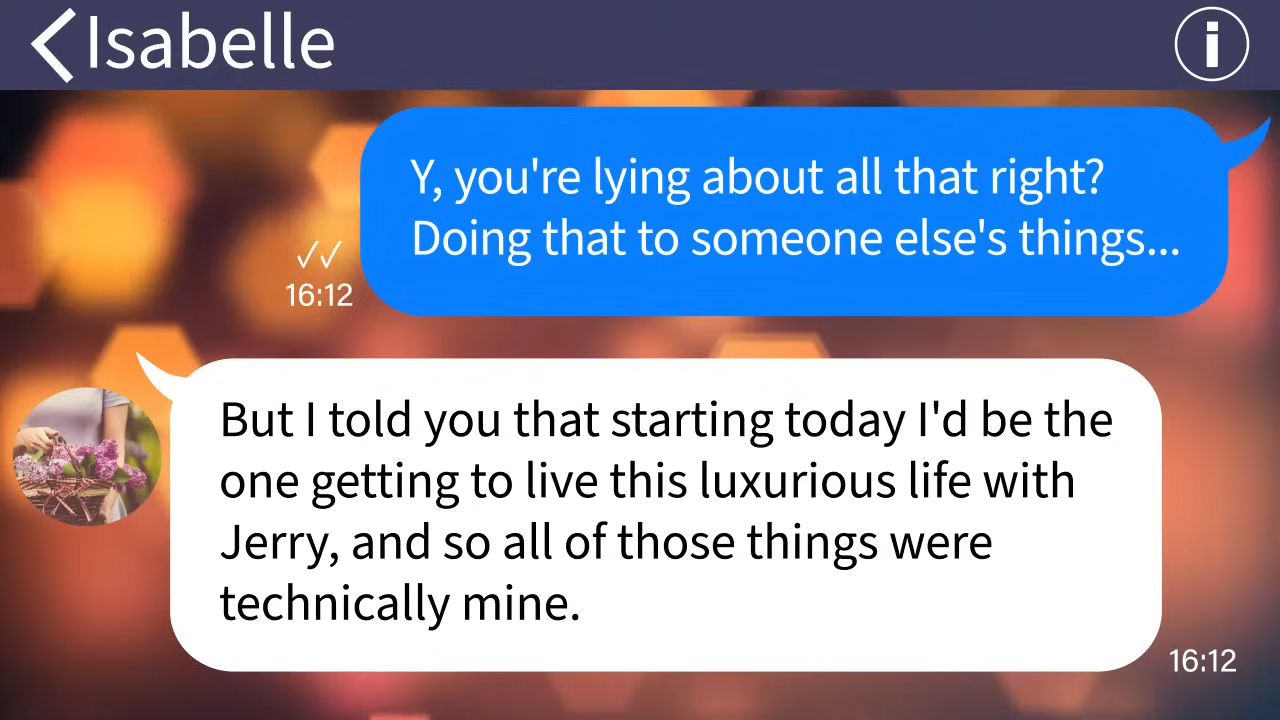 Isabelle
Y, you're lying about all that right?
Doing that to someone else's things...
16:12
But I told you that starting today I'd be the
one getting to live this luxurious life with
Jerry, and so all of those things were
technically mine.
16:12